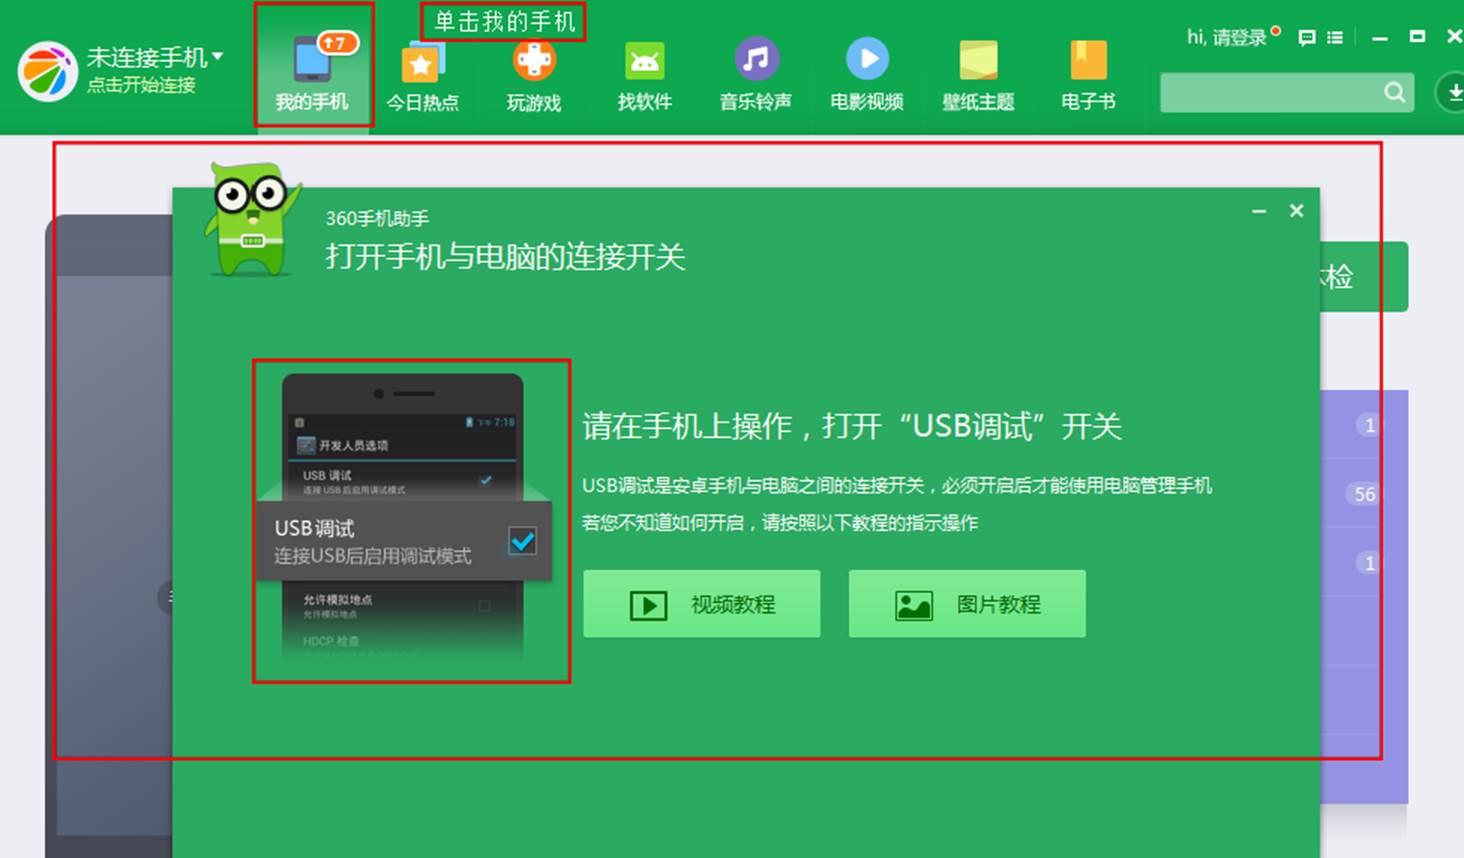 单击我的手机
hi, 请登录
未连接手机
点击开始连接
7
我的手机
今日热点
玩游戏
找软件
音乐铃声
电影视频
壁纸主题
电子书
360手机助手
打开手机与电脑的连接开关
检
下午 7:18
开发人员选项
USB 调试
连接 USB 后启用调试模式
USB 调试
连接USB后启用调试模式
允许模拟地点
允许模拟地点
HDCP 检查
请在手机上操作，打开“USB调试”开关
USB调试是安卓手机与电脑之间的连接开关，必须开启后才能使用电脑管理手机
若您不知道如何开启，请按照以下教程的指示操作
视频教程
图片教程
1
56
1